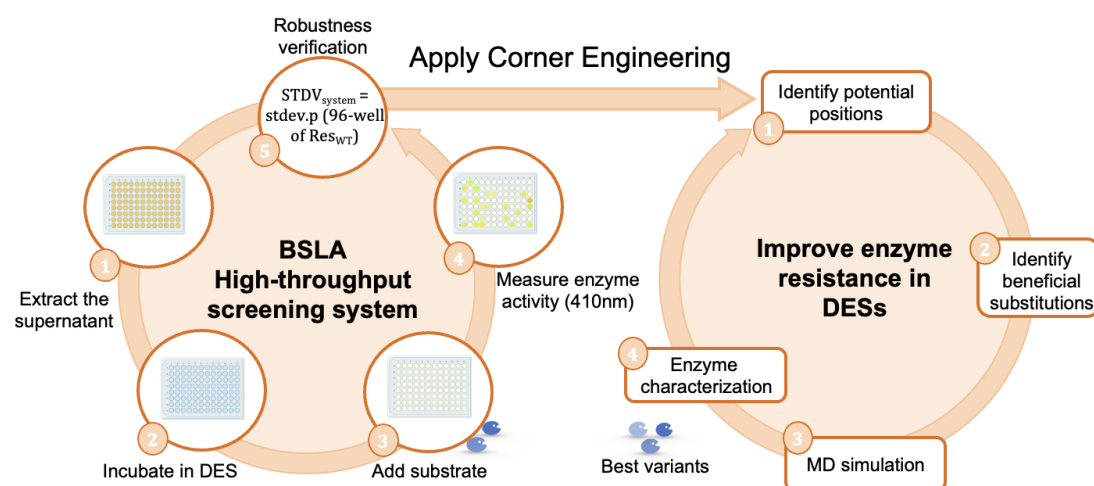 Robustness
verification
Apply Corner Engineering
STDVsystem =
stdev.p (96-well
of ResWT)
5
1
Extract the
supernatant
2
Incubate in DES
3
Add substrate
4
Measure enzyme
activity (410nm)
BSLA
High-throughput
screening system
Identify potential
positions
1
2
Identify
beneficial
substitutions
3
MD simulation
4
Enzyme
characterization
Best variants
Improve enzyme
resistance in
DESs